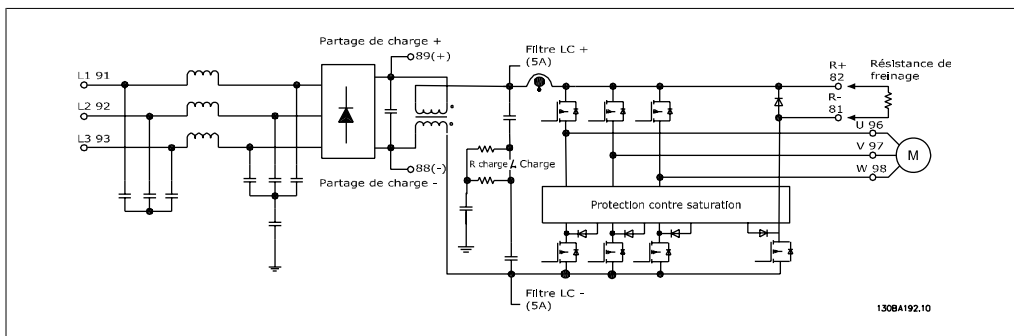 Partage de charge +
89(+)
Filtre LC +
(5A)
R+
82
Résistance de
freinage
L1 91
L2 92
L3 93
R-
81
U 96
V 97
W 98
M
R charge
Charge
88(-)
Partage de charge -
Protection contre saturation
Filtre LC -
(5A)
130BA192.10